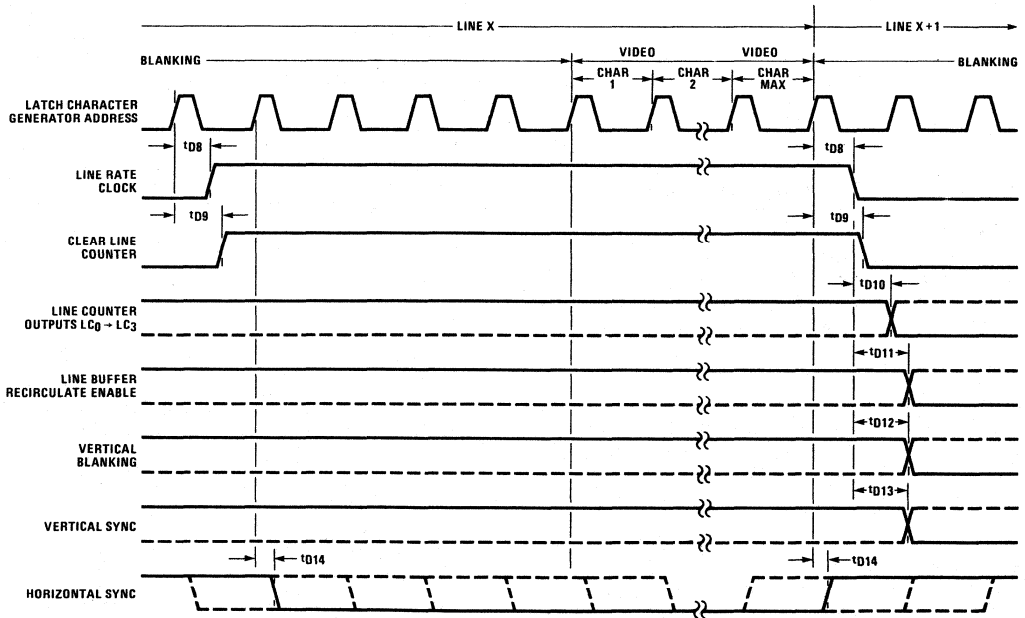 LINE X
LINE X+1
BLANKING
VIDEO
VIDEO
BLANKING
CHAR 1
CHAR 2
CHAR MAX
LATCH CHARACTER
GENERATOR ADDRESS
tD8
tD8
LINE RATE
CLOCK
tD9
tD9
CLEAR LINE
COUNTER
tD10
LINE COUNTER
OUTPUTS LC0 → LC3
tD11
LINE BUFFER
RECIRCULATE ENABLE
tD12
VERTICAL
BLANKING
tD13
VERTICAL SYNC
tD14
tD14
HORIZONTAL SYNC